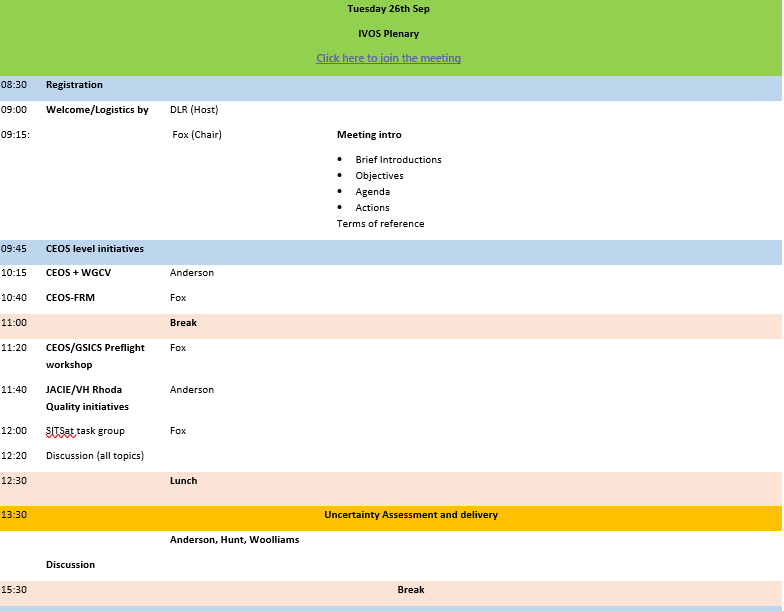 Tuesday 26th Sep
IVOS Plenary
Click here to join the meeting
08:30 Registration
09:00 Welcome/Logistics by DLR (Host)
09:15: Fox (Chair) Meeting intro
• Brief Introductions
• Objectives
• Agenda
• Actions
Terms of reference
09:45 CEOS level initiatives
10:15 CEOS + WGCV Anderson
10:40 CEOS-FRM Fox
11:00 Break
11:20 CEOS/GSICS Preflight Fox
workshop
11:40 JACIE/VH Rhoda Anderson
Quality initiatives
12:00 SITSat task group Fox
12:20 Discussion (all topics)
12:30 Lunch
13:30 Uncertainty Assessment and delivery
Anderson, Hunt, Woolliams
Discussion
15:30 Break